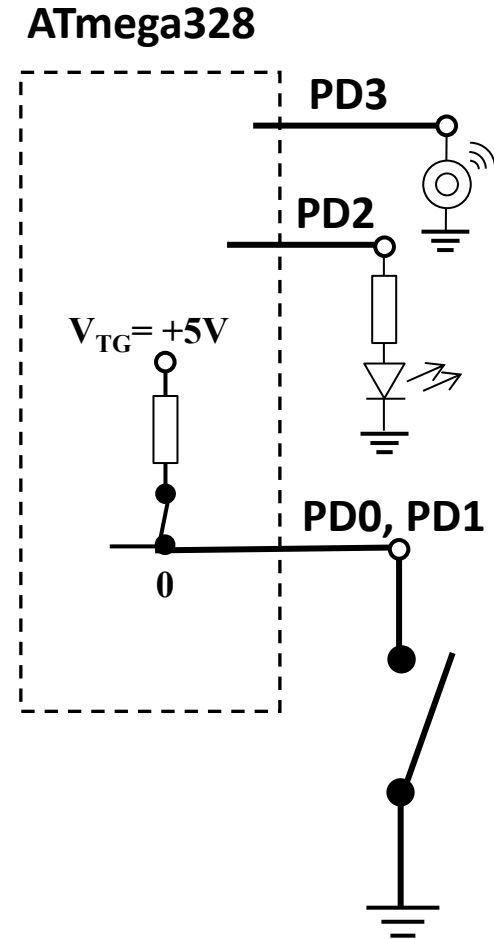 ATmega328
PD3
PD2
VTG= +5V
PD0, PD1
0